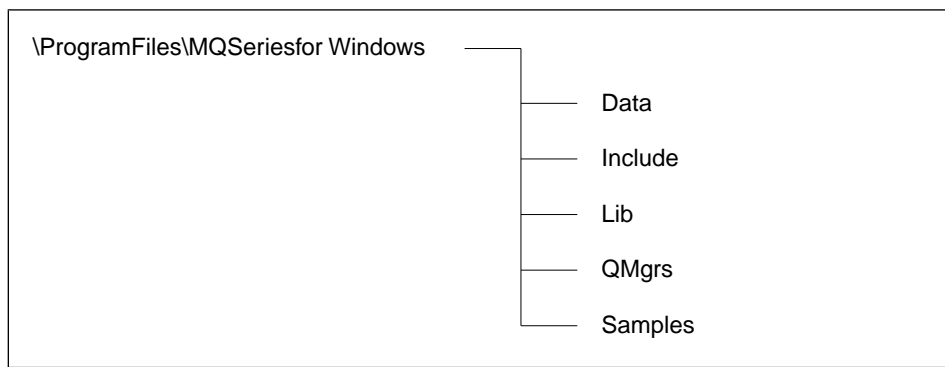 \ProgramFiles\MQSeriesfor Windows
Data
Include
Lib
QMgrs
Samples